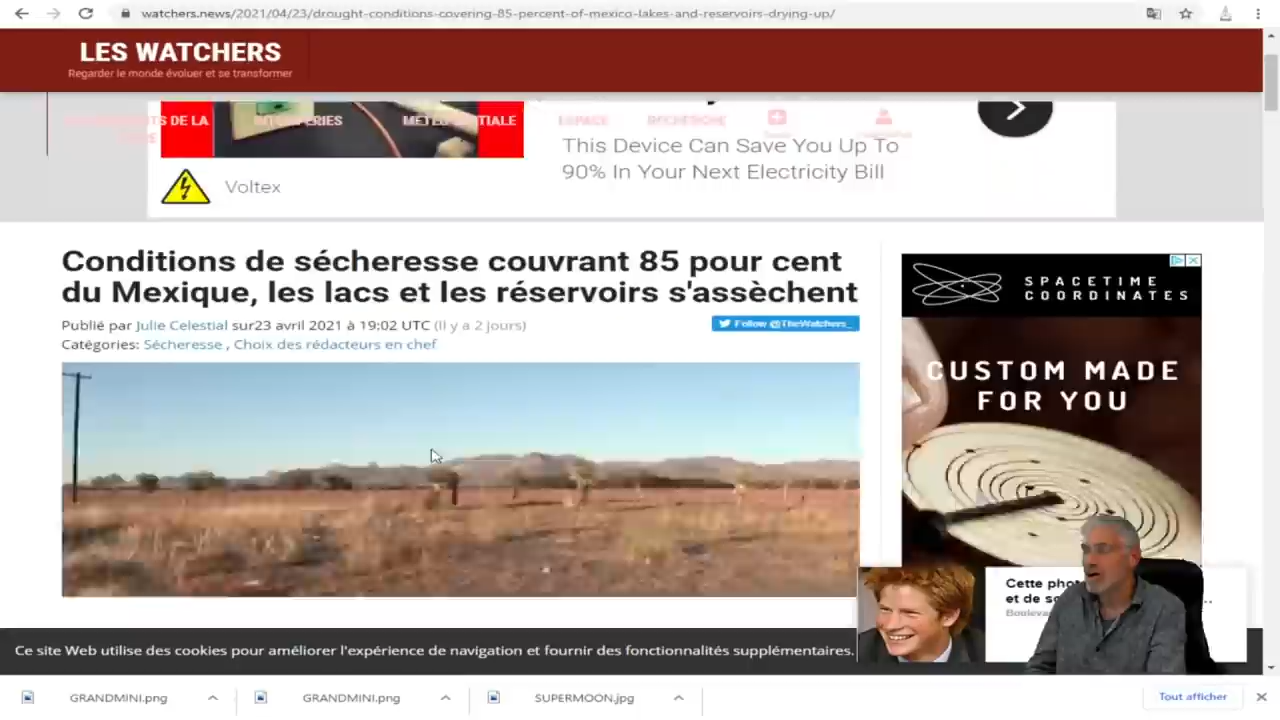 watchers.news/2021/04/23/drought-conditions-covering-85-percent-of-mexico-lakes-and-reservoirs-drying-up/
LES WATCHERS
Regarder le monde évoluer et se transformer
DE LA
RECHERCHE
This Device Can Save You Up To
90% In Your Next Electricity Bill
Voltex
Conditions de sécheresse couvrant 85 pour cent
du Mexique, les lacs et les réservoirs s'assèchent
Publié par Julie Celestial sur23 avril 2021 à 19:02 UTC (Il y a 2 jours)
Follow @TheWatchers_
Catégories: Sécheresse , Choix des rédacteurs en chef
SPACETIME
COORDINATES
CUSTOM MADE
FOR YOU
Cette
et de
Ce site Web utilise des cookies pour améliorer l'expérience de navigation et fournir des fonctionnalités supplémentaires.
GRANDMINI.png
GRANDMINI.png
SUPERMOON.jpg
Tout afficher